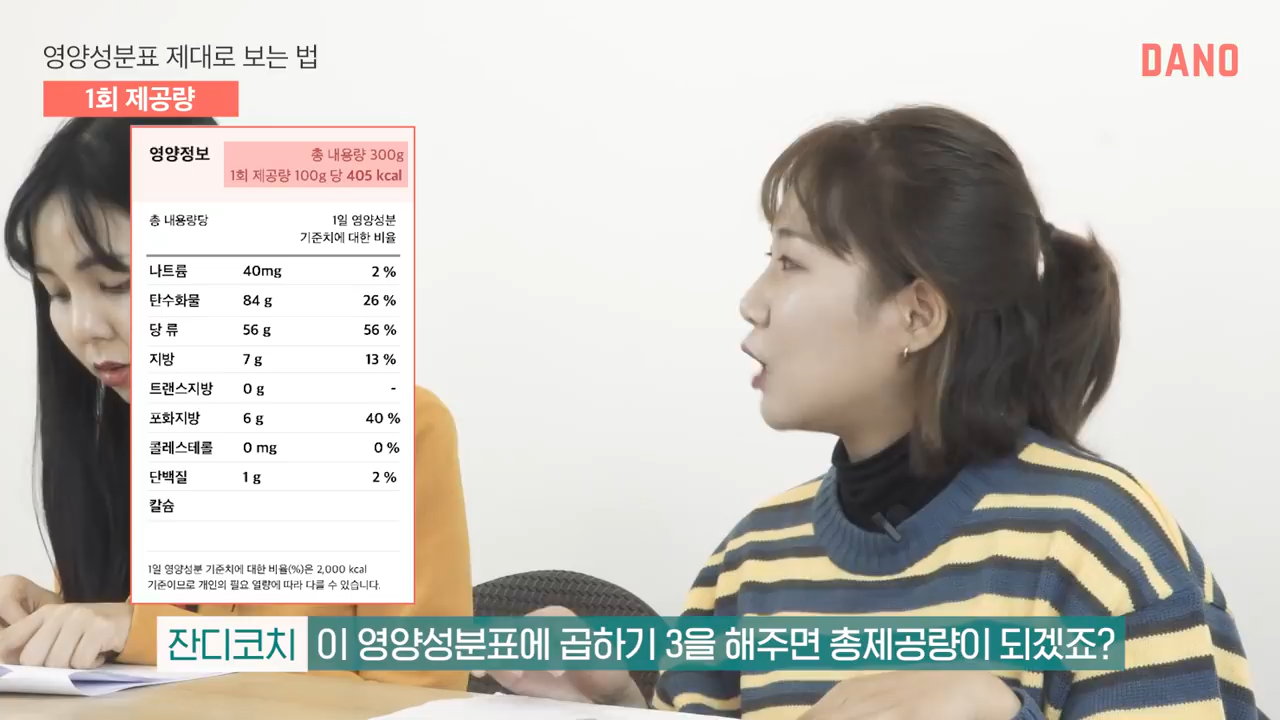 영양성분표 제대로 보는 법
DANO
1회 제공량
영양정보
총 내용량 300g
1회 제공량 100g 당 405 kcal
총 내용량당
1일 영양성분
기준치에 대한 비율
나트륨 40mg 2 %
탄수화물 84 g 26 %
당 류 56 g 56 %
지방 7 g 13 %
트랜스지방 0 g -
포화지방 6 g 40 %
콜레스테롤 0 mg 0 %
단백질 1 g 2 %
칼슘
1일 영양성분 기준치에 대한 비율(%)은 2,000 kcal
기준이므로 개인의 필요 열량에 따라 다를 수 있습니다.
잔디코치 이 영양성분표에 곱하기 3을 해주면 총제공량이 되겠죠?